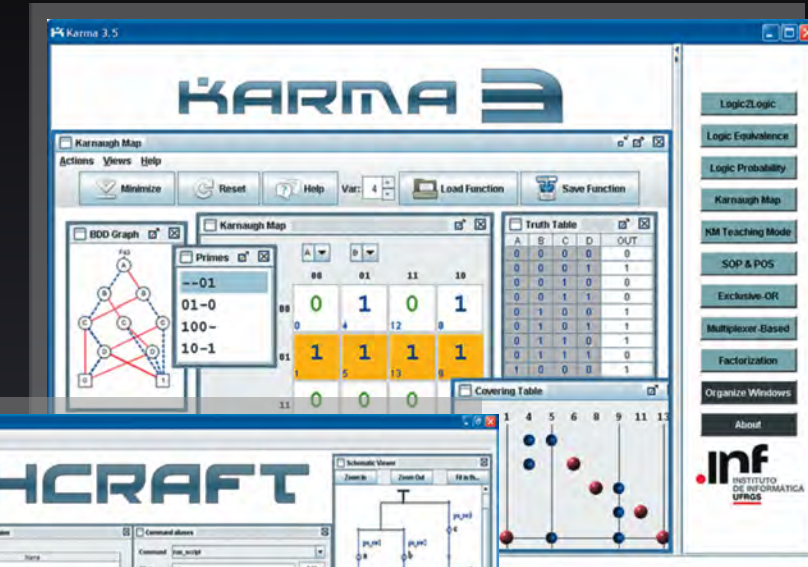 Karma 3.5
KARMA 3
Karnaugh Map
Actions Views Help
Minimize Reset Help Var: 4 Load Function Save Function
BDD Graph
A
B B
C C C
D D
0 1
Primes
--01
01-0
100-
10-1
Karnaugh Map
A B
00 01 11 10
00 0 1 0 1
0 4 12 8
01 1 1 1 1
1 5 13 9
11 0 0 0
Truth Table
A B C D OUT
0 0 0 0 0
0 0 0 1 1
0 0 1 0 0
0 0 1 1 0
0 1 0 0 1
0 1 0 1 1
0 1 1 0 1
0 1 1 1 0
1 0 0 0 1
Covering Table
1 4 5 6 8 9 11 13
Logic2Logic
Logic Equivalence
Logic Probability
Karnaugh Map
KM Teaching Mode
SOP & POS
Exclusive-OR
Multiplexer-Based
Factorization
Organize Windows
About
.inf
INSTITUTO
DE INFORMÁTICA
UFRGS
HCRAFT
Schematic Viewer
Zoom In Zoom Out Fit in th...
a b c
Name
Command aliases
Command run_script